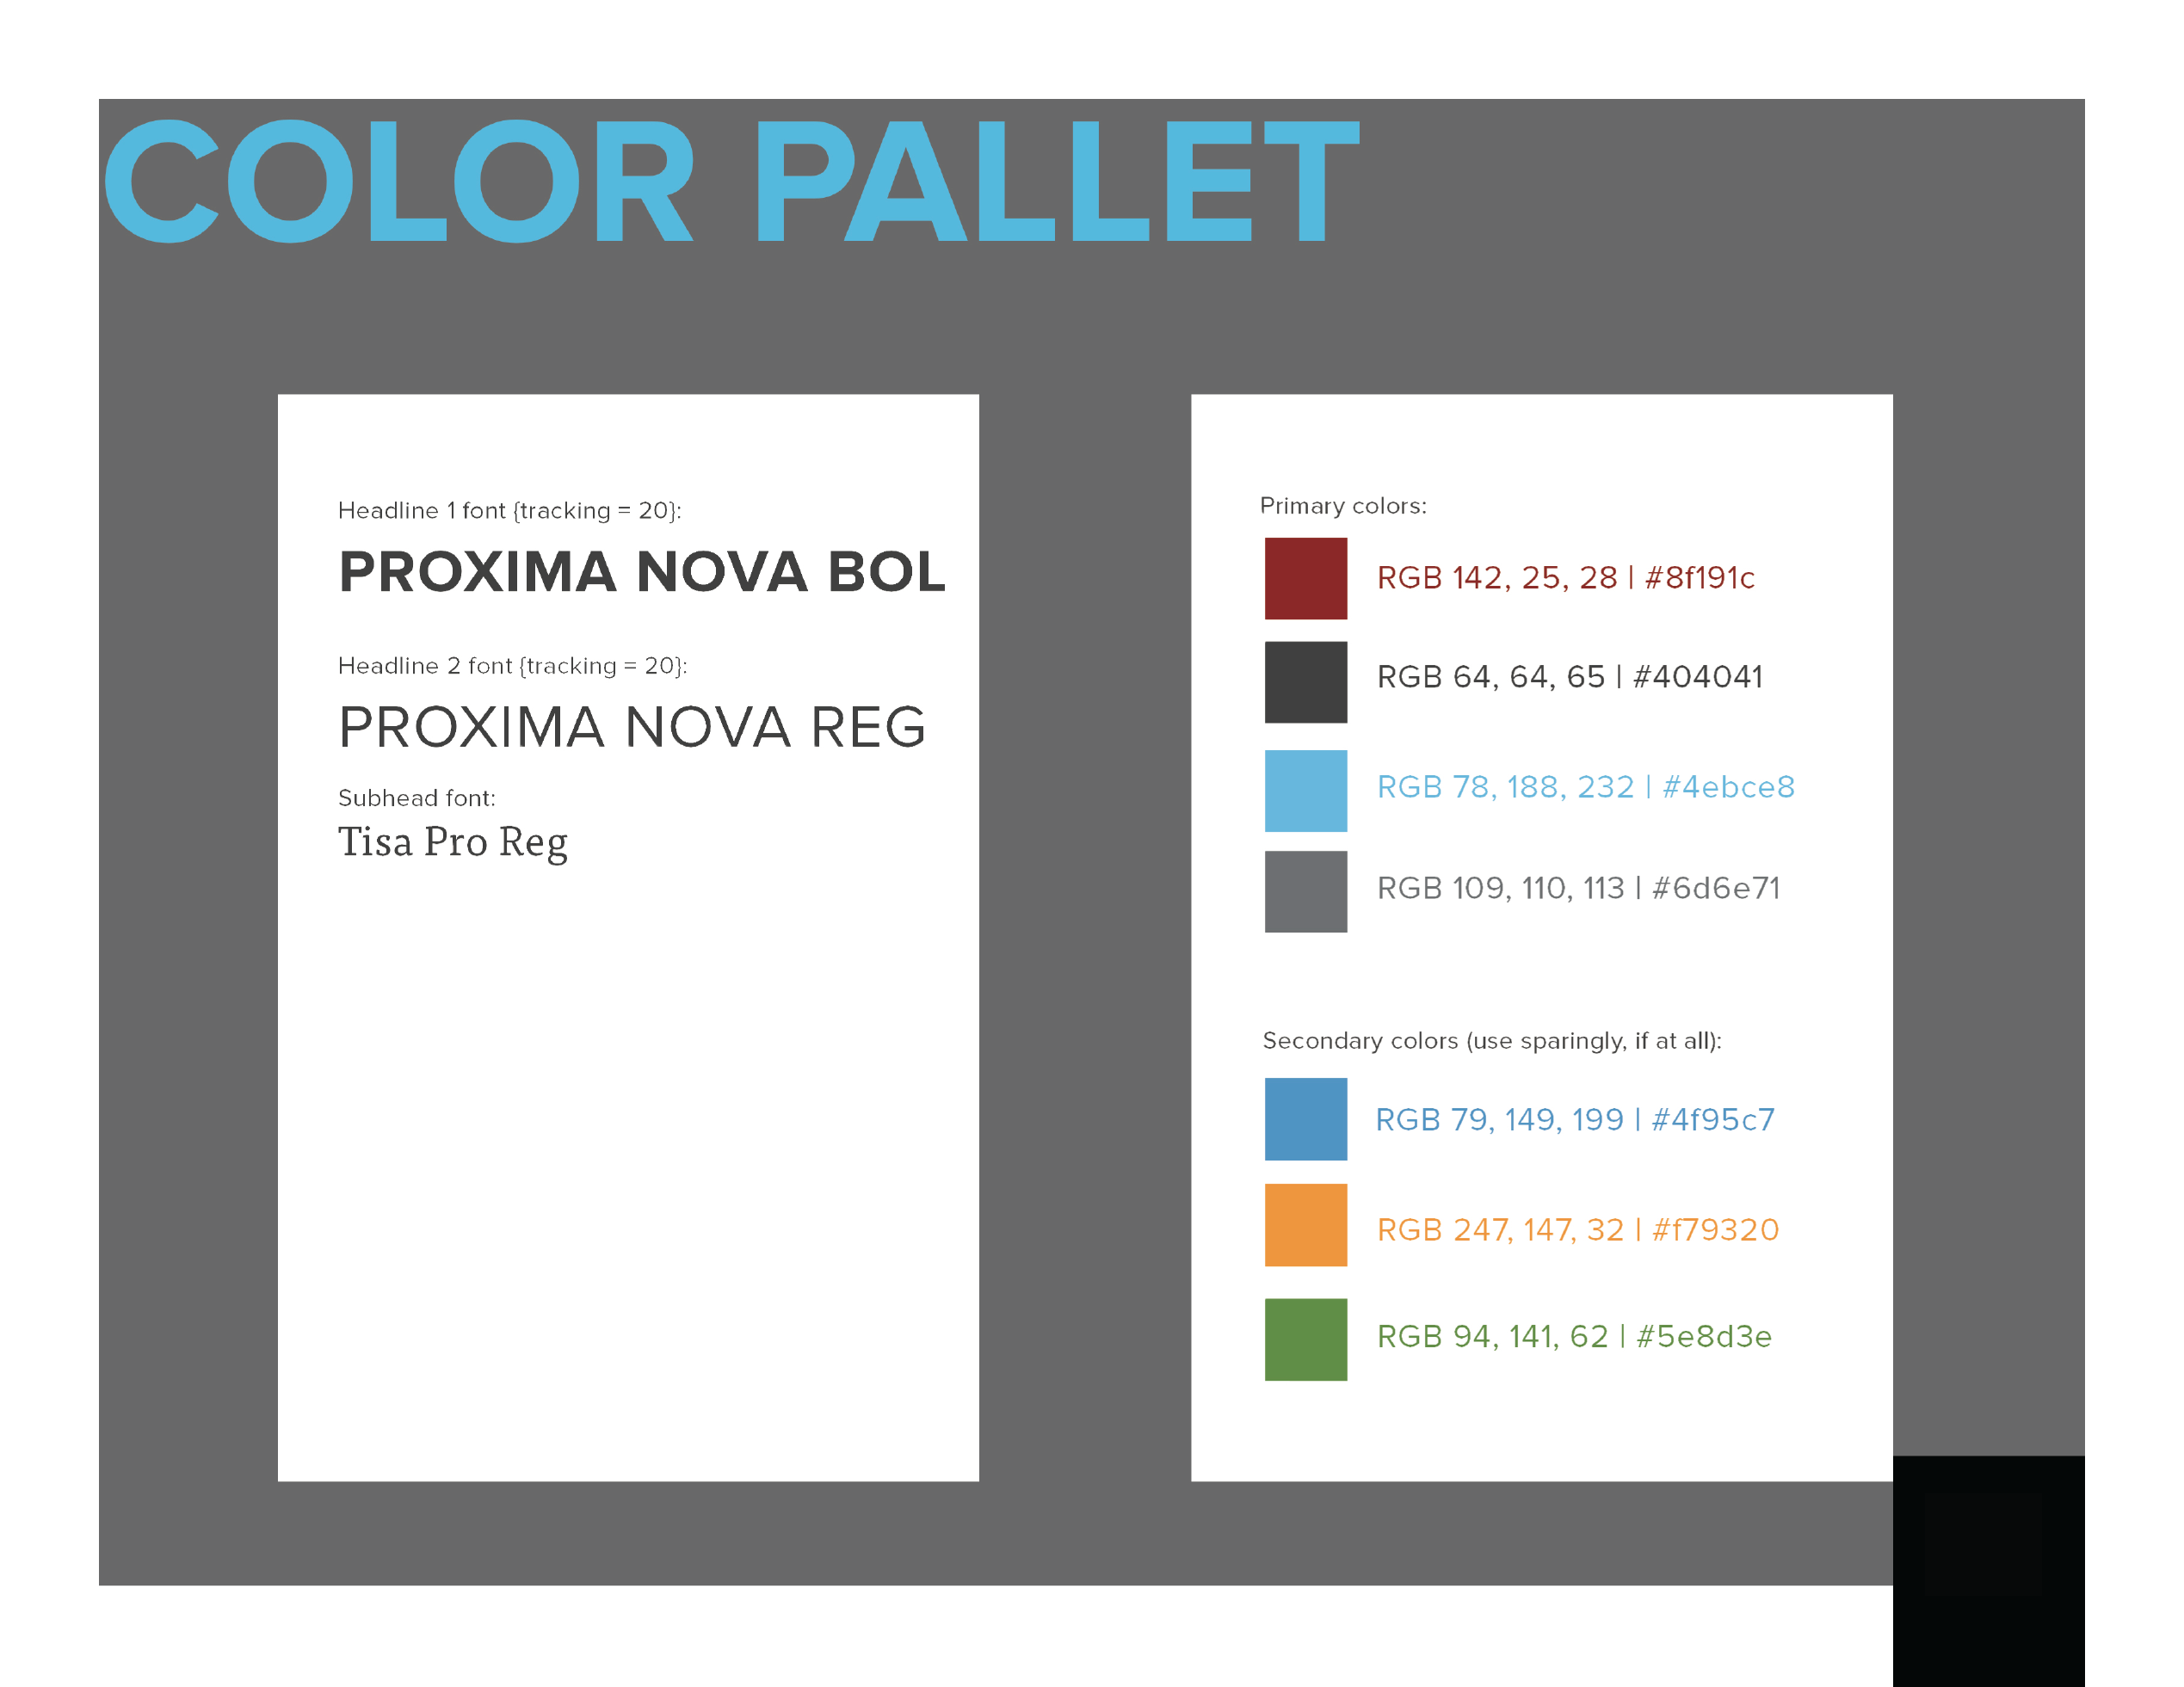 COLOR PALLET
Headline 1 font {tracking = 20}:
PROXIMA NOVA BOL
Headline 2 font {tracking = 20}:
PROXIMA NOVA REG
Subhead font:
Tisa Pro Reg
Primary colors:
RGB 142, 25, 28 | #8f191c
RGB 64, 64, 65 | #404041
RGB 78, 188, 232 | #4ebce8
RGB 109, 110, 113 | #6d6e71
Secondary colors (use sparingly, if at all):
RGB 79, 149, 199 | #4f95c7
RGB 247, 147, 32 | #f79320
RGB 94, 141, 62 | #5e8d3e